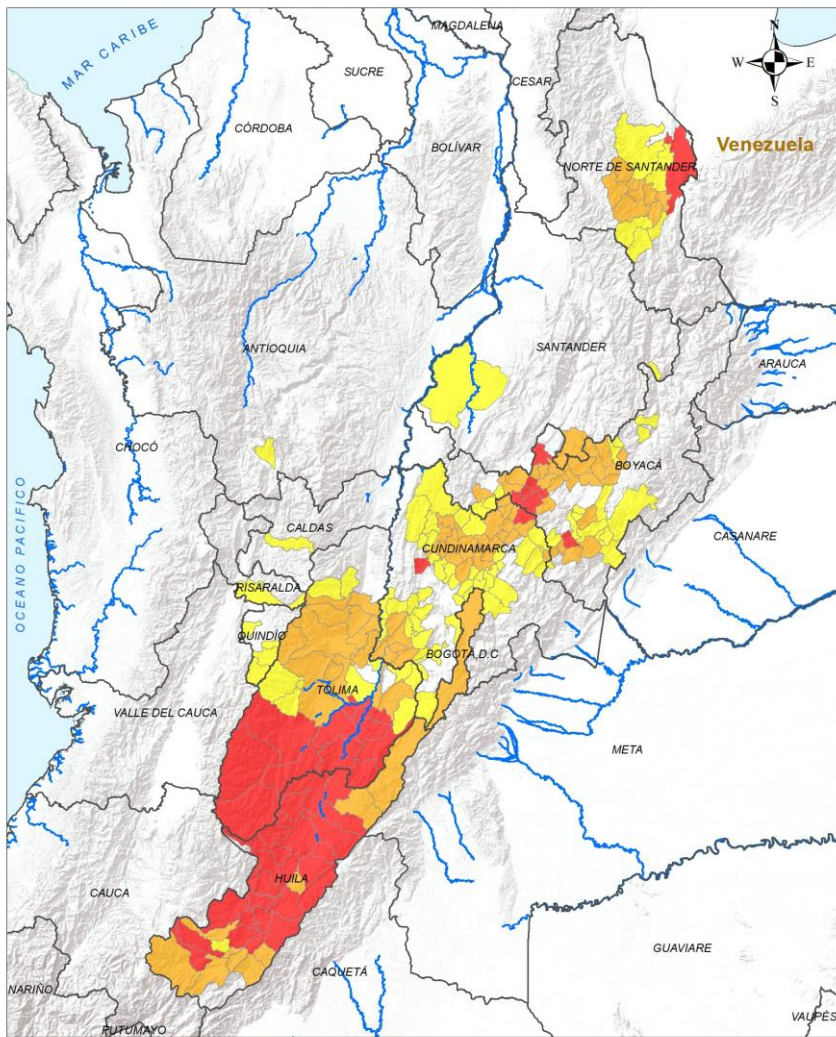 MAGDALENA
N
MAR CARIBE
SUCRE
CESAR
W
E
S
CÓRDOBA
BOLÍVAR
Venezuela
NORTE DE SANTANDER
ANTIOQUIA
SANTANDER
ARAUCA
CHOCÓ
BOYACÁ
OCEANO PACIFICO
CALDAS
CASANARE
CUNDINAMARCA
RISARALDA
QUINDÍO
BOGOTÁ, D.C
TOLIMA
VALLE DEL CAUCA
META
HUILA
CAUCA
GUAVIARE
CAQUETÁ
NARIÑO
PUTUMAYO
VAUPÉS